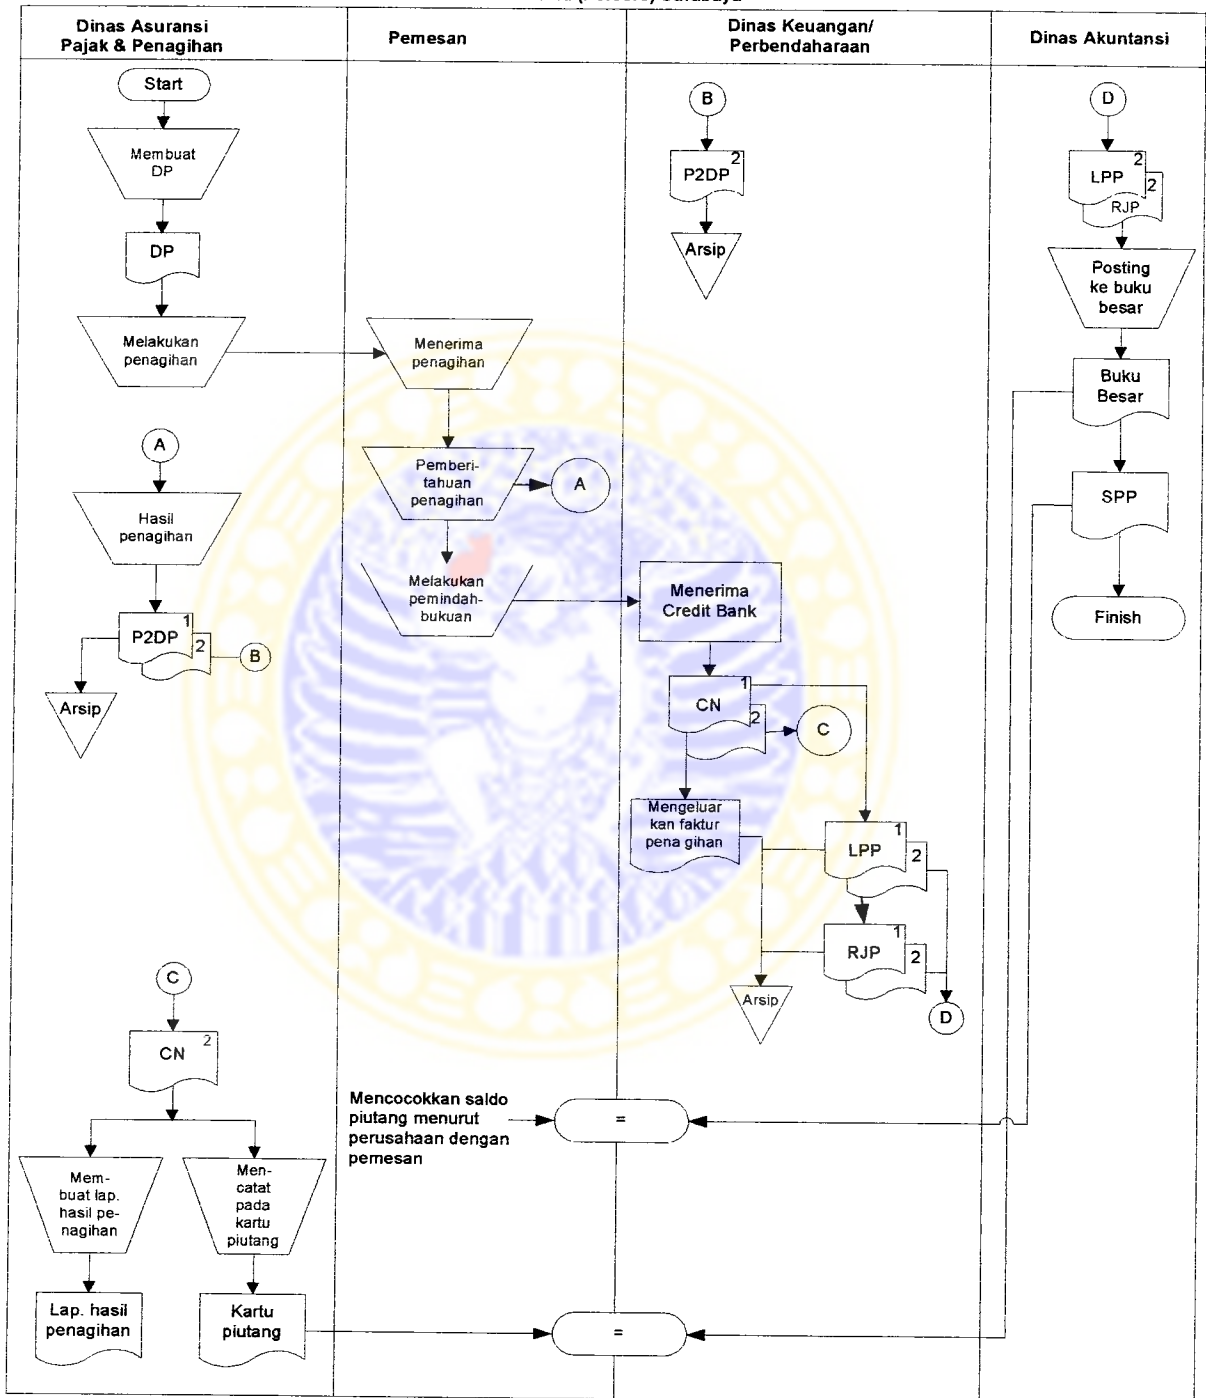 (Persero) Surabaya
Dinas Asuransi
Pajak & Penagihan
Pemesan
Dinas Keuangan/
Perbendaharaan
Dinas Akuntansi
Start
Membuat
DP
DP
Melakukan
penagihan
A
Hasil
penagihan
P2DP
1
2
B
Arsip
C
CN
2
Mem-
buat lap.
hasil pe-
nagihan
Men-
catat
pada
kartu
piutang
Lap. hasil
penagihan
Kartu
piutang
Menerima
penagihan
Pemberi-
tahuan
penagihan
A
Melakukan
pemindah-
bukuan
Mencocokkan saldo
piutang menurut
perusahaan dengan
pemesan
=
=
B
P2DP
2
Arsip
Menerima
Credit Bank
CN
1
2
C
Mengeluar
kan faktur
pena gihan
LPP
1
2
RJP
1
2
Arsip
D
D
LPP
2
RJP
2
Posting
ke buku
besar
Buku
Besar
SPP
Finish